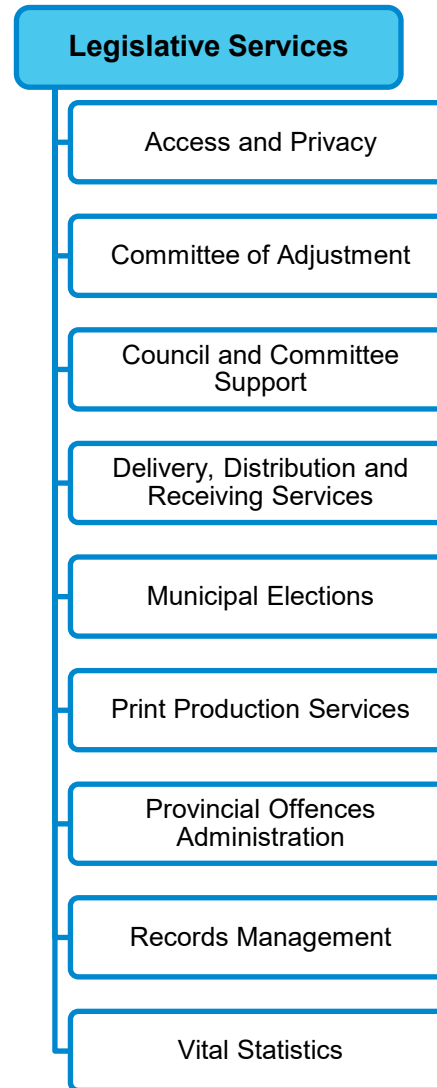 Legislative Services
Access and Privacy
Committee of Adjustment
Council and Committee
Support
Delivery, Distribution and
Receiving Services
Municipal Elections
Print Production Services
Provincial Offences
Administration
Records Management
Vital Statistics